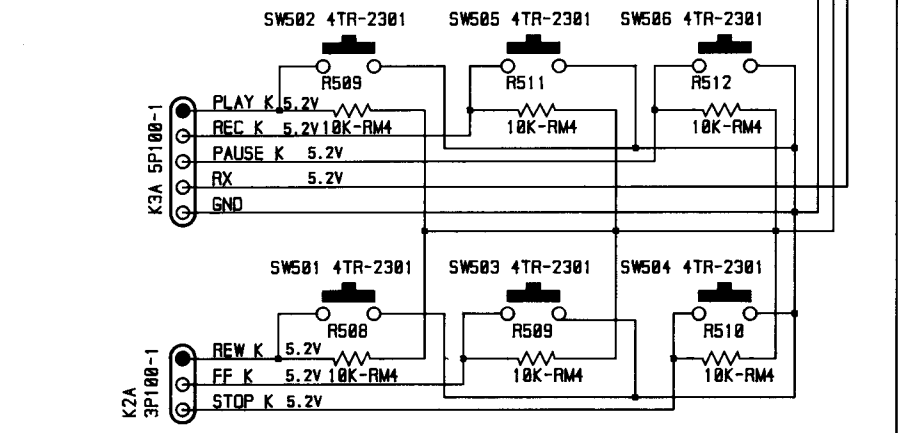 SW502 4TR-2301 SW505 4TR-2301 SW506 4TR-2301
R509 R511 R512
PLAY K 5.2V
REC K 5.2V 10K-RM4 10K-RM4 10K-RM4
PAUSE K 5.2V
RX 5.2V
GND
K3A 5P100-1
SW501 4TR-2301 SW503 4TR-2301 SW504 4TR-2301
R508 R509 R510
REW K 5.2V
FF K 5.2V 10K-RM4 10K-RM4 10K-RM4
STOP K 5.2V
K2A
3P100-1